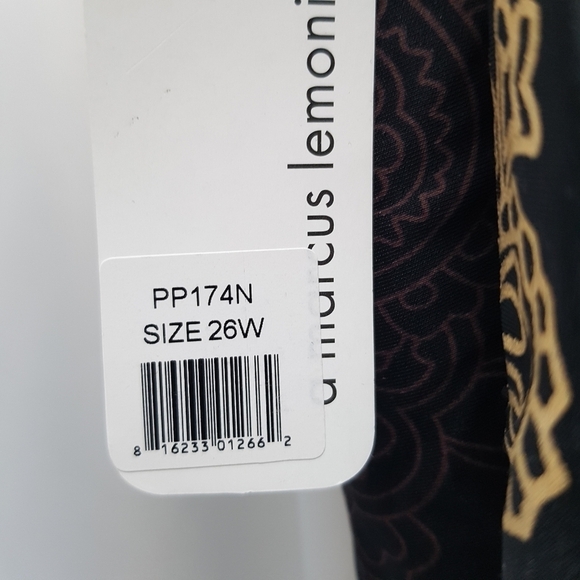 a marcus lemoni
PP174N
SIZE 26W
8 16233 01266 2